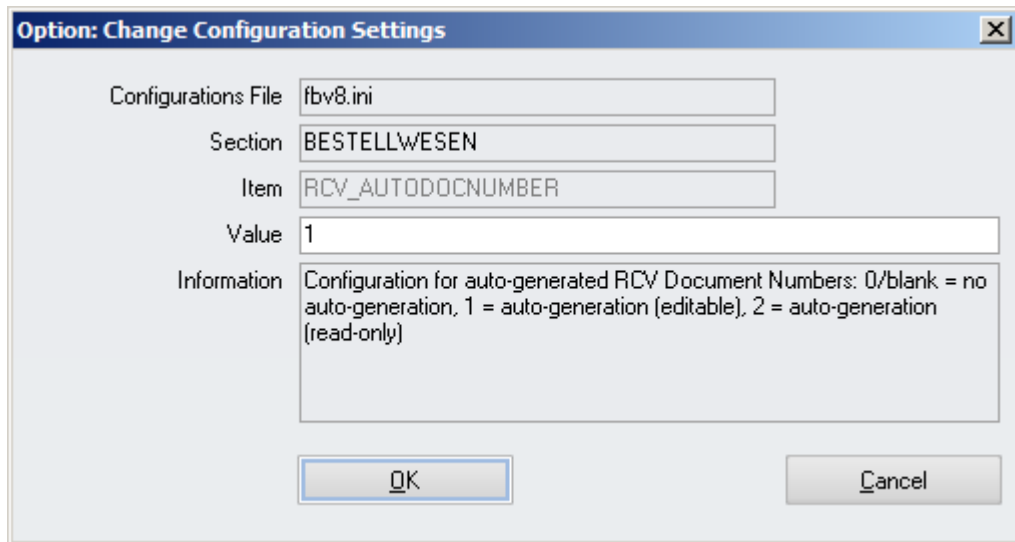 Option: Change Configuration Settings
Configurations File fbv8.ini
Section BESTELLWESEN
Item RCV_AUTODOCNUMBER
Value 1
Information Configuration for auto-generated RCV Document Numbers: 0/blank = no
auto-generation, 1 = auto-generation (editable), 2 = auto-generation
(read-only)
OK Cancel